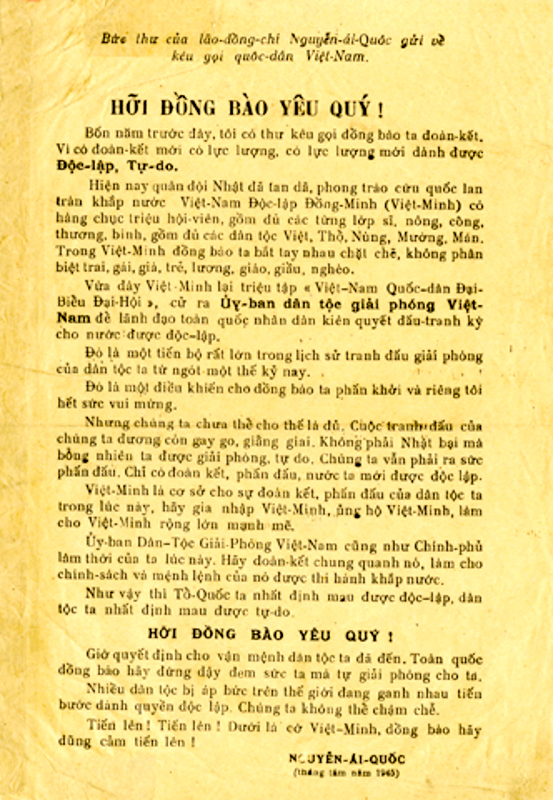 Bức thư của lão-đồng-chí Nguyễn-ái-Quốc gửi về
kêu gọi quốc-dân Việt-Nam.
HỠI ĐỒNG BÀO YÊU QUÝ !
Bốn năm trước đây, tôi có thư kêu gọi đồng bào ta đoàn-kết.
Vì có đoàn-kết mới có lực lượng, có lực lượng mới dành được
Độc-lập, Tự-do.
Hiện nay quân đội Nhật đã tan dã, phong trào cứu quốc lan
tràn khắp nước Việt-Nam Độc-lập Đồng-Minh (Việt-Minh) có
hàng chục triệu hội-viên, gồm đủ các từng lớp sĩ, nông, công,
thương, binh, gồm đủ các dân tộc Việt, Thổ, Nùng, Mường, Mán.
Trong Việt-Minh đồng bào ta bắt tay nhau chặt chẽ, không phân
biệt trai, gái, già, trẻ, lương, giáo, giầu, nghèo.
Vừa đây Việt-Minh lại triệu tập « Việt-Nam Quốc-dân Đại-
Biểu Đại-Hội », cử ra Ủy-ban dân tộc giải phóng Việt-
Nam để lãnh đạo toàn quốc nhân dân kiên quyết đấu-tranh kỳ
cho nước được độc-lập.
Đó là một tiến bộ rất lớn trong lịch sử tranh đấu giải phóng
của dân tộc ta từ ngót một thế kỷ nay.
Đó là một điều khiến cho đồng bào ta phấn khởi và riêng tôi
hết sức vui mừng.
Nhưng chúng ta chưa thể cho thế là đủ. Cuộc tranh đấu của
chúng ta đương còn gay go, giằng giai. Không phải Nhật bại mà
bỗng nhiên ta được giải phóng, tự do. Chúng ta vẫn phải ra sức
phấn đấu. Chỉ có đoàn kết, phấn đấu, nước ta mới được độc lập.
Việt-Minh là cơ sở cho sự đoàn kết, phấn đấu của dân tộc ta
trong lúc này, hãy gia nhập Việt-Minh, ủng hộ Việt-Minh, làm
cho Việt-Minh rộng lớn mạnh mẽ.
Ủy-ban Dân-Tộc Giải-Phóng Việt-Nam cũng như Chính-phủ
lâm thời của ta lúc này. Hãy đoàn-kết chung quanh nó, làm cho
chính-sách và mệnh lệnh của nó được thi hành khắp nước.
Như vậy thì Tổ-Quốc ta nhất định mau được độc-lập, dân
tộc ta nhất định mau được tự-do.
HỠI ĐỒNG BÀO YÊU QUÝ !
Giờ quyết định cho vận mệnh dân tộc ta đã đến. Toàn quốc
đồng bào hãy đứng dậy đem sức ta mà tự giải phóng cho ta.
Nhiều dân tộc bị áp bức trên thế giới đang ganh nhau tiến
bước dành quyền độc lập. Chúng ta không thể chậm chễ.
Tiến lên ! Tiến lên ! Dưới lá cờ Việt-Minh, đồng bào hãy
dũng cảm tiến lên !
NGUYỄN-ÁI-QUỐC
(tháng tám năm 1945)